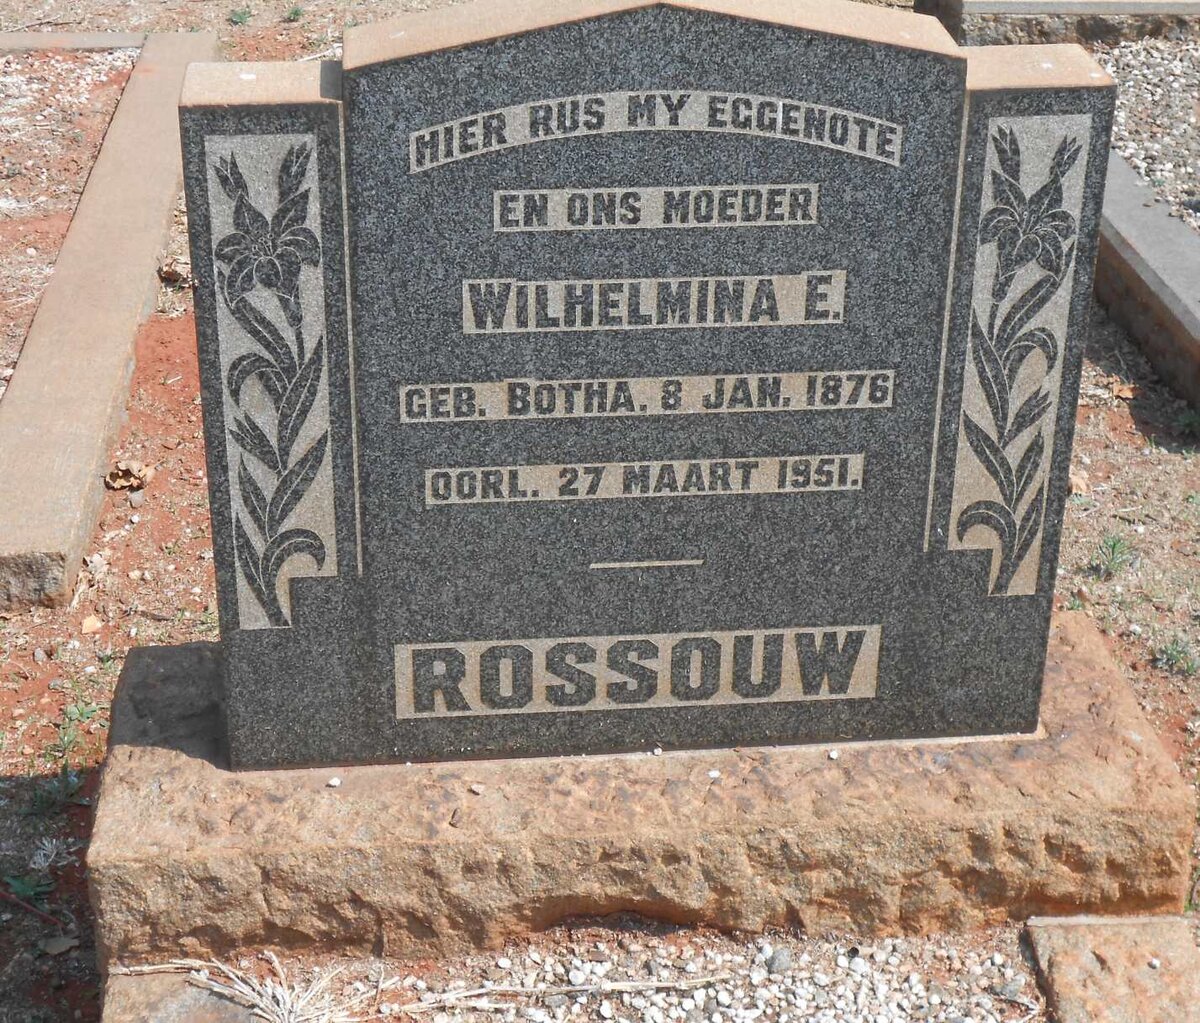 HIER RUS MY EGGENOTE
EN ONS MOEDER
WILHELMINA E.
GEB. BOTHA. 8 JAN. 1876
OORL. 27 MAART 1951.
ROSSOUW